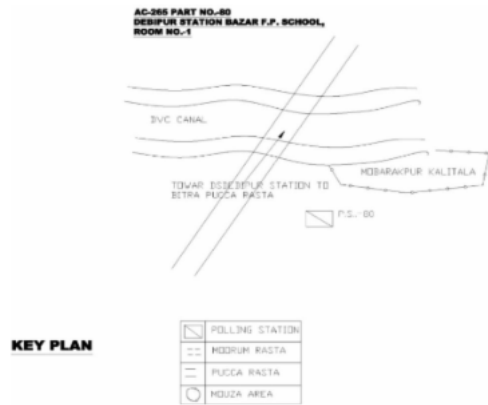 AC-265 PART NO.-80
DEBIPUR STATION BAZAR F.P. SCHOOL,
ROOM NO.-1
DVC CANAL
MOBARAKPUR KALITALA
TOWAR DSDEBIPUR STATION TO
BITRA PUCCA RASTA
P.S.-80
KEY PLAN
POLLING STATION
MOORUM RASTA
PUCCA RASTA
MOUZA AREA